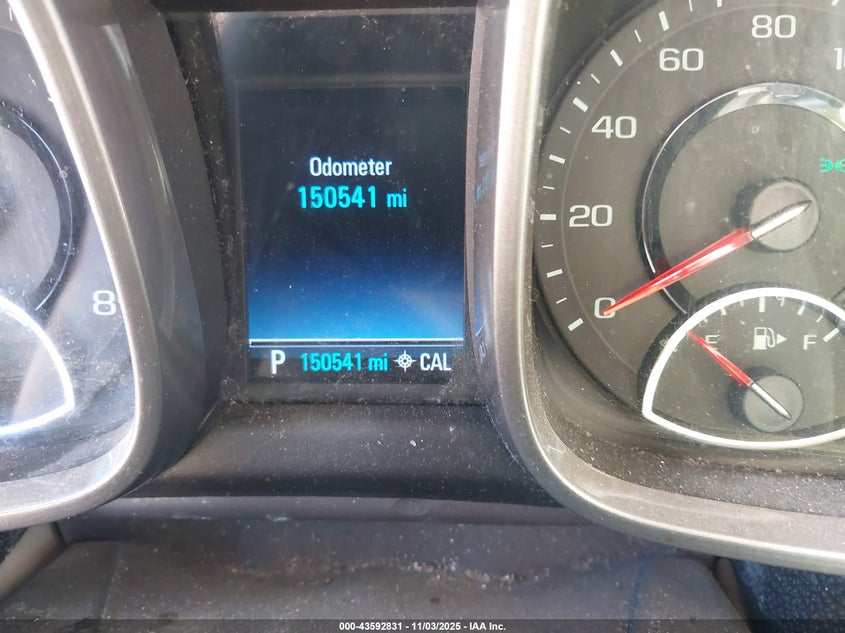 80
60
40
20
0
Odometer
150541 mi
8
E
F
P 150541 mi CAL
000-43592831 - 11/03/2025 - IAA Inc.